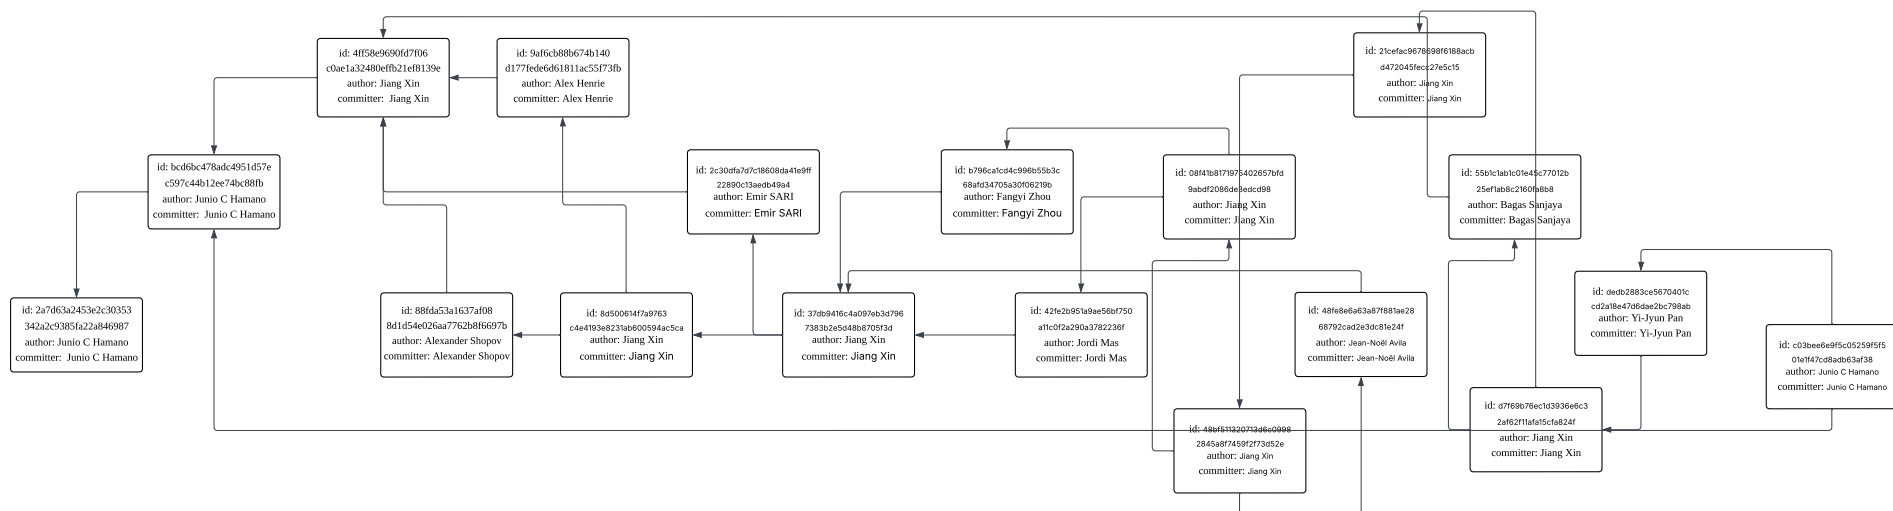 id: 4ff58e9690fd7f06
c0ae1a32480effb21ef8139e
author: Jiang Xin
committer: Jiang Xin
id: 9af6cb88b674b140
d177fede6d61811ac55f73fb
author: Alex Henrie
committer: Alex Henrie
id: 21cefac9678698f6188acb
d472045fecc27e5c15
author: Jiang Xin
committer: Jiang Xin
id: bcd6bc478adc4951d57e
c597c44b12ee74bc88fb
author: Junio C Hamano
committer: Junio C Hamano
id: 2c30dfa7d7c18608da41e9ff
22890c13aedb49a4
author: Emir SARI
committer: Emir SARI
id: b796ca1cd4c996b55b3c
68afd34705a30f06219b
author: Fangyi Zhou
committer: Fangyi Zhou
id: 08f41b8171975402657bfd
9abdf2086de3edcd98
author: Jiang Xin
committer: Jiang Xin
id: 55b1c1ab1c01e45c77012b
25ef1ab8c2160fa8b8
author: Bagas Sanjaya
committer: Bagas Sanjaya
id: 2a7d63a2453e2c30353
342a2c9385fa22a846987
author: Junio C Hamano
committer: Junio C Hamano
id: 88fda53a1637af08
8d1d54e026aa7762b8f6697b
author: Alexander Shopov
committer: Alexander Shopov
id: 8d500614f7a9763
c4e4193e8231ab600594ac5ca
author: Jiang Xin
committer: Jiang Xin
id: 37db9416c4a097eb3d796
7383b2e5d48b8705f3d
author: Jiang Xin
committer: Jiang Xin
id: 42fe2b951a9ae56bf750
a11c0f2a290a3782236f
author: Jordi Mas
committer: Jordi Mas
id: 48fe8e6a63a87f881ae28
68792cad2e3dc81e24f
author: Jean-Noël Avila
committer: Jean-Noël Avila
id: dedb2883ce5670401c
cd2a18e47d6dae2bc798ab
author: Yi-Jyun Pan
committer: Yi-Jyun Pan
id: c03bee6e9f5c05259f5f5
01e1f47cd8adb63af38
author: Junio C Hamano
committer: Junio C Hamano
id: d7f69b76ec1d3936e6c3
2af62f11afa15cfa824f
author: Jiang Xin
committer: Jiang Xin
id: 48bf511320713d6c0998
2845a8f7459f2f73d52e
author: Jiang Xin
committer: Jiang Xin